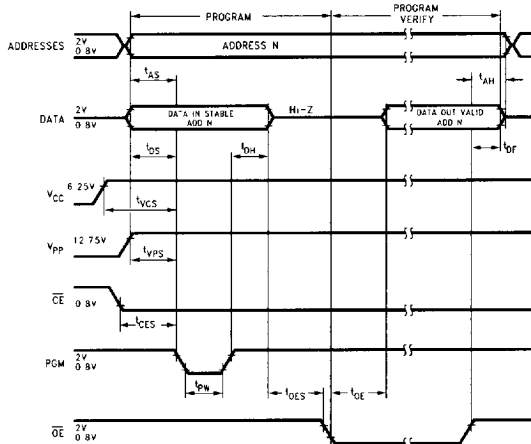 PROGRAM
PROGRAM
VERIFY
ADDRESSES 2V
0 8V
ADDRESS N
tAS
tAH
DATA 2V
0 8V
DATA IN STABLE
ADD N
Hi-Z
DATA OUT VALID
ADD N
tDS
tDH
tDF
VCC 6 25V
tVCS
VPP 12 75V
tVPS
CE 2V
0 8V
tCES
PGM 2V
0 8V
tPW
tOES
tOE
OE 2V
0 8V